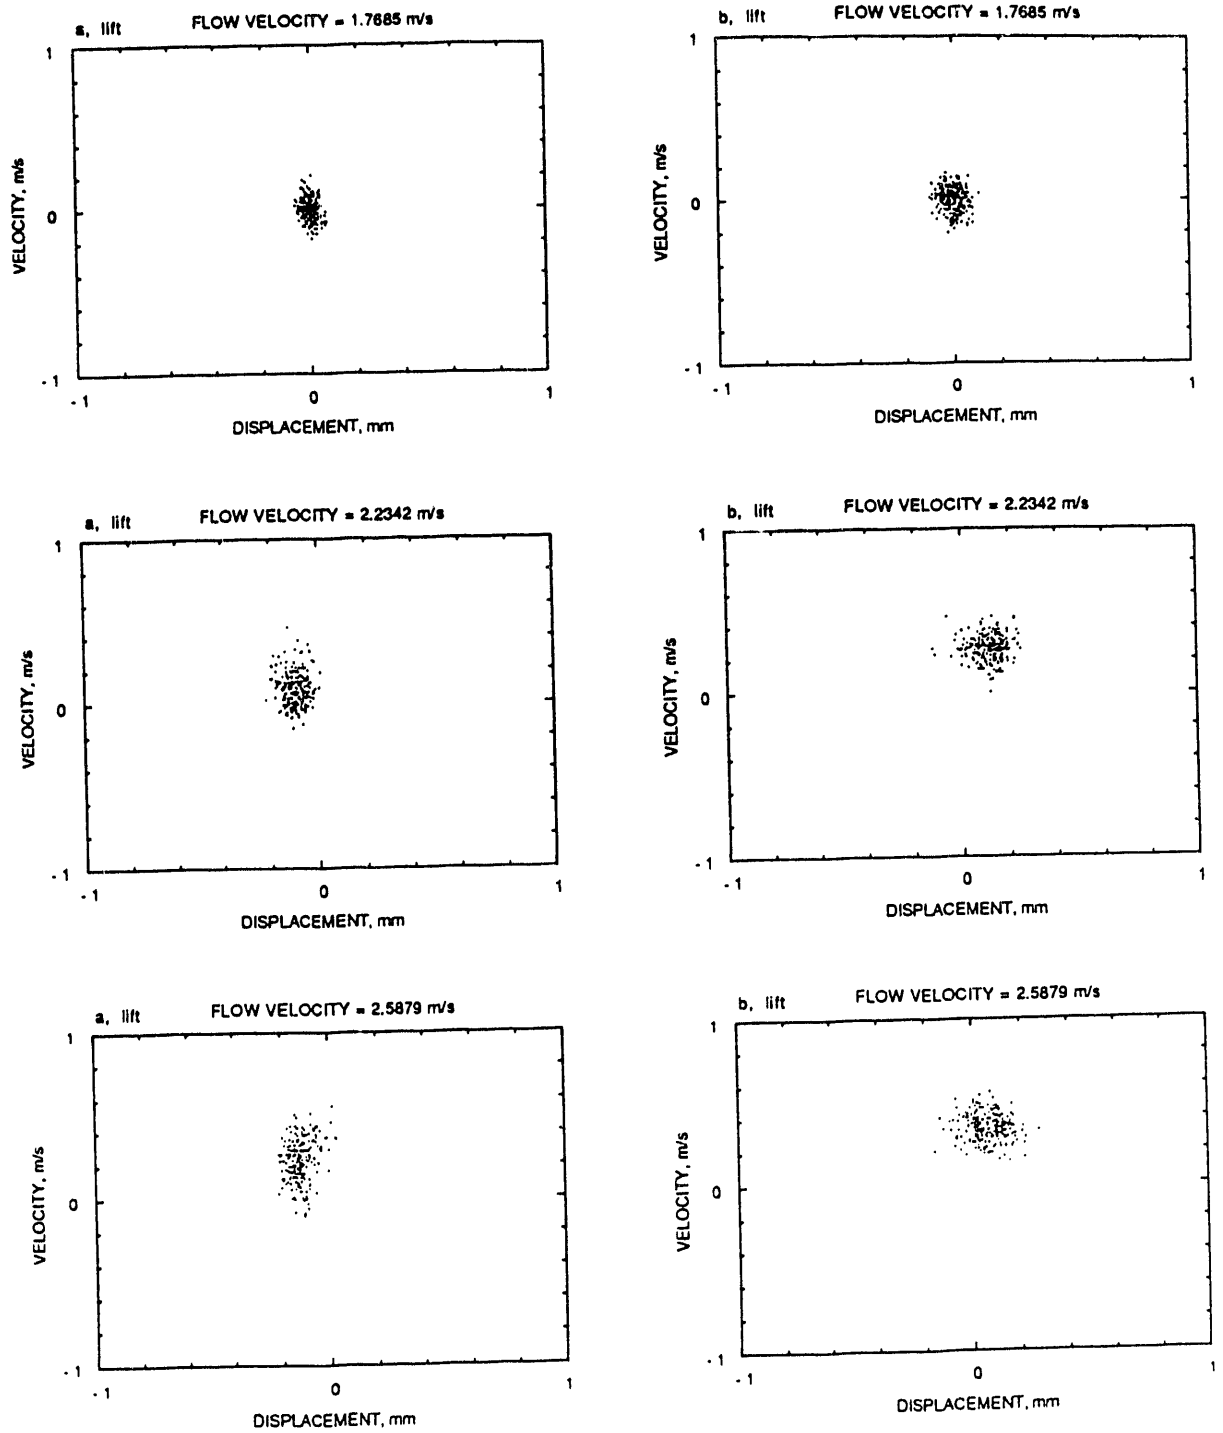 a, lift FLOW VELOCITY = 1.7685 m/s
1
VELOCITY, m/s
0
- 1
- 1 0 1
DISPLACEMENT, mm
b, lift FLOW VELOCITY = 1.7685 m/s
1
VELOCITY, m/s
0
- 1
- 1 0 1
DISPLACEMENT, mm
a, lift FLOW VELOCITY = 2.2342 m/s
1
VELOCITY, m/s
0
- 1
- 1 0 1
DISPLACEMENT, mm
b, lift FLOW VELOCITY = 2.2342 m/s
1
VELOCITY, m/s
0
- 1
- 1 0 1
DISPLACEMENT, mm
a, lift FLOW VELOCITY = 2.5879 m/s
1
VELOCITY, m/s
0
- 1
- 1 0 1
DISPLACEMENT, mm
b, lift FLOW VELOCITY = 2.5879 m/s
1
VELOCITY, m/s
0
- 1
- 1 0 1
DISPLACEMENT, mm